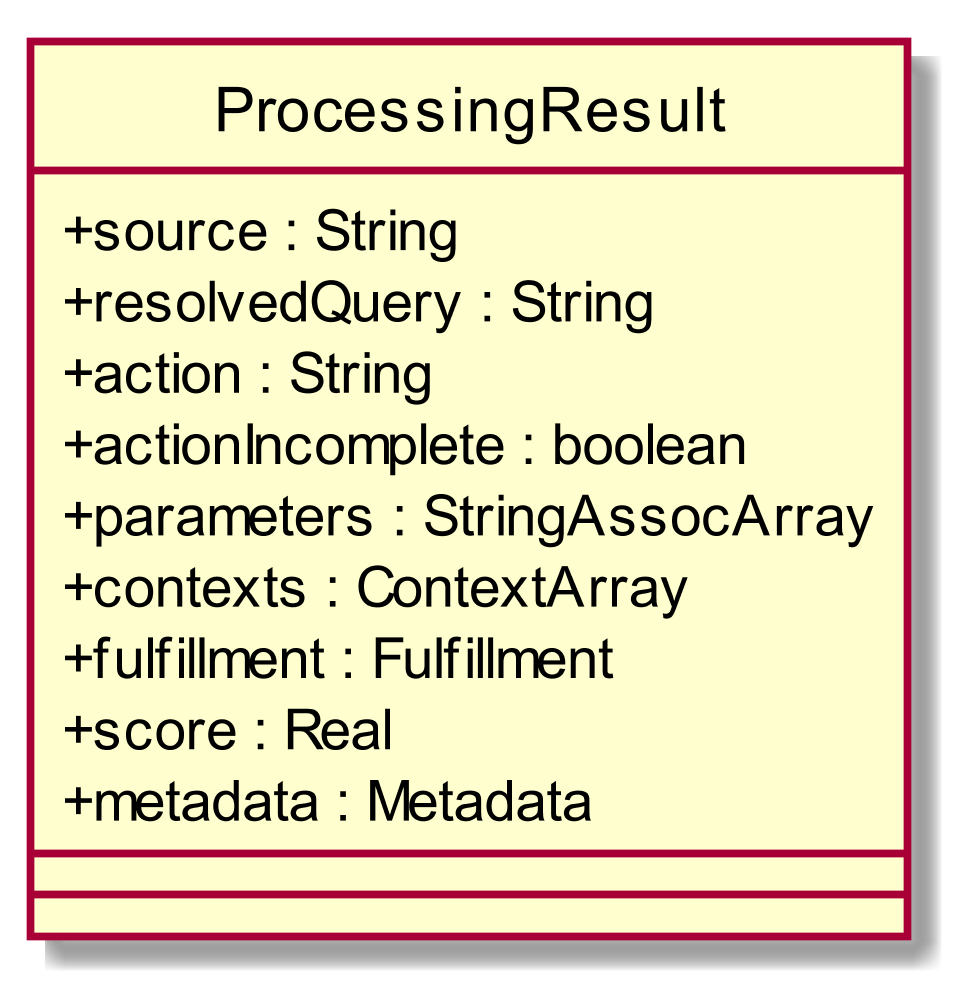 ProcessingResult
+source : String
+resolvedQuery : String
+action : String
+actionIncomplete : boolean
+parameters : StringAssocArray
+contexts : ContextArray
+fulfillment : Fulfillment
+score : Real
+metadata : Metadata